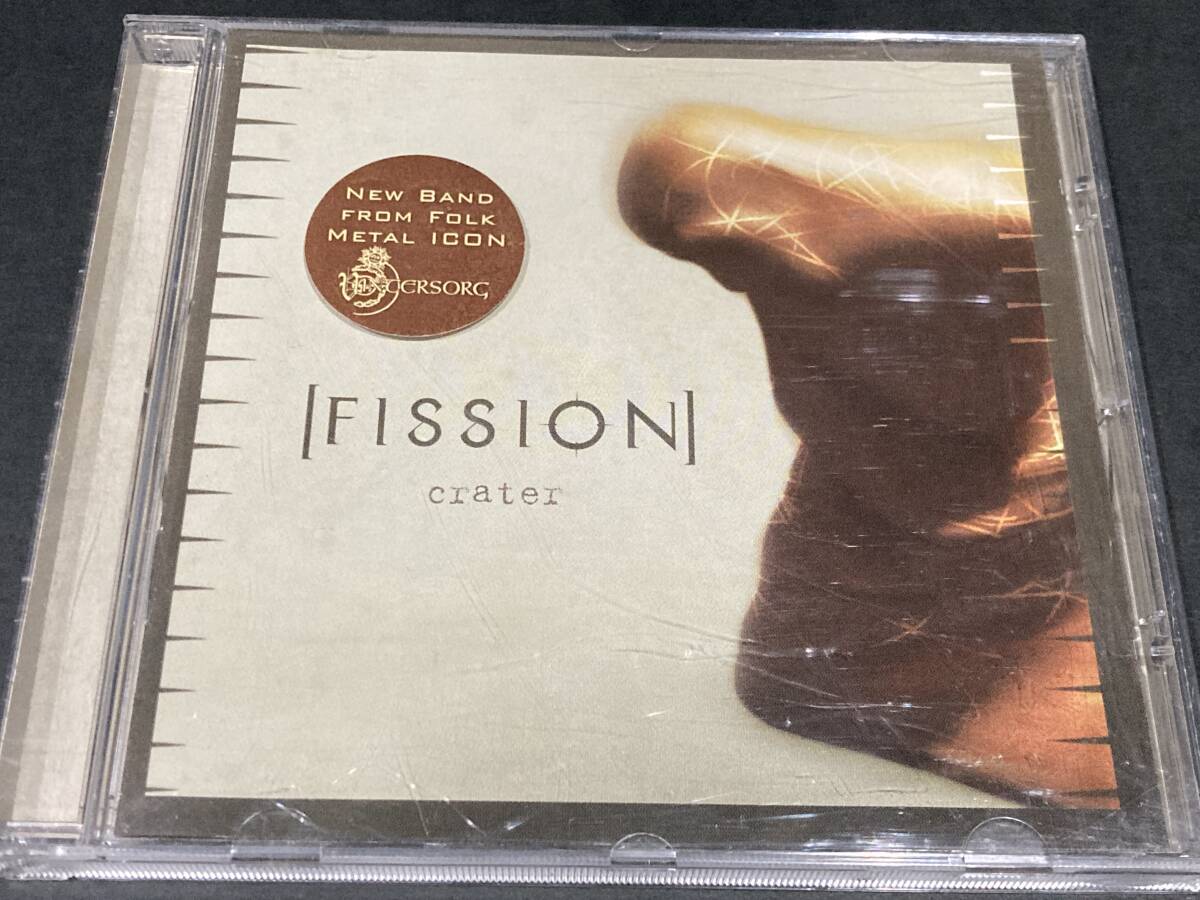 New Band
from Folk
Metal ICON
Vintersorg
[FISSION]
crater